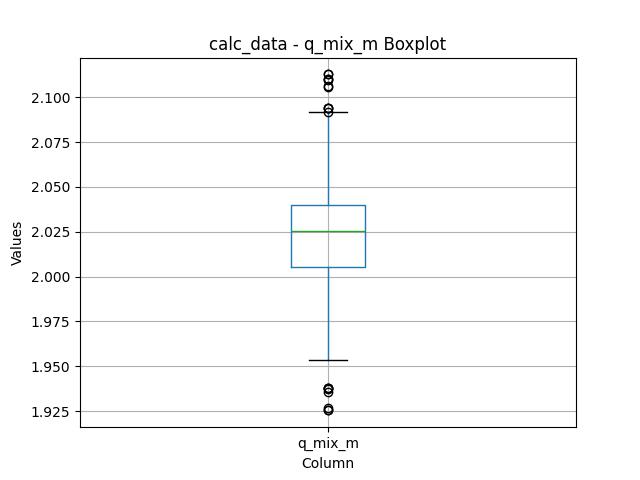 calc_data - q_mix_m Boxplot
2.100
2.075
2.050
2.025
2.000
1.975
1.950
1.925
Values
q_mix_m
Column